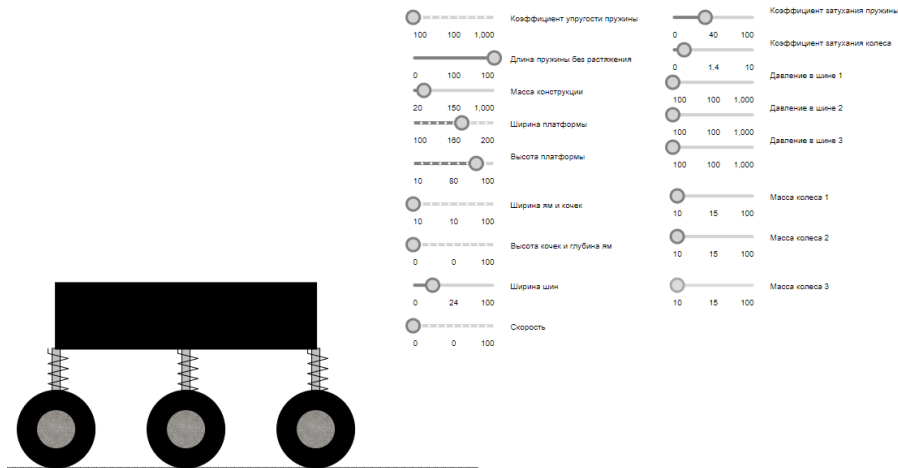 Коэффициент упругости пружины
100 100 1,000
Длина пружины без растяжения
0 100 100
Масса конструкции
20 150 1,000
Ширина платформы
100 160 200
Высота платформы
10 80 100
Ширина ям и кочек
10 10 100
Высота кочек и глубина ям
0 0 100
Ширина шин
0 24 100
Скорость
0 0 100
Коэффициент затухания пружины
0 40 100
Коэффициент затухания колеса
0 1.4 10
Давление в шине 1
100 100 1,000
Давление в шине 2
100 100 1,000
Давление в шине 3
100 100 1,000
Масса колеса 1
10 15 100
Масса колеса 2
10 15 100
Масса колеса 3
10 15 100